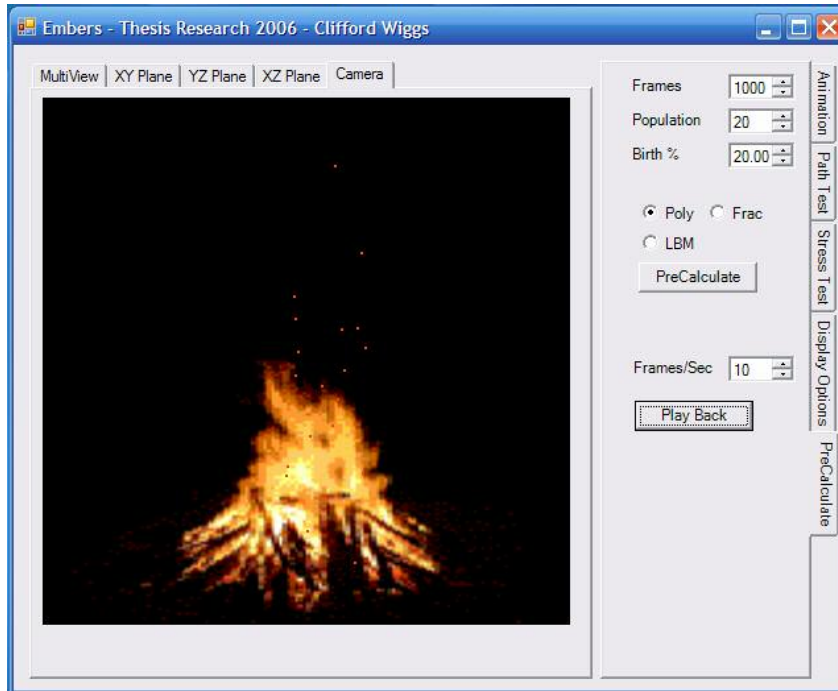 Embers - Thesis Research 2006 - Clifford Wiggs
MultiView
XY Plane
YZ Plane
XZ Plane
Camera
Frames 1000
Population 20
Birth % 20.00
Poly Frac
LBM
PreCalculate
Frames/Sec 10
Play Back
Animation
Path Test
Stress Test
Display Options
PreCalculate